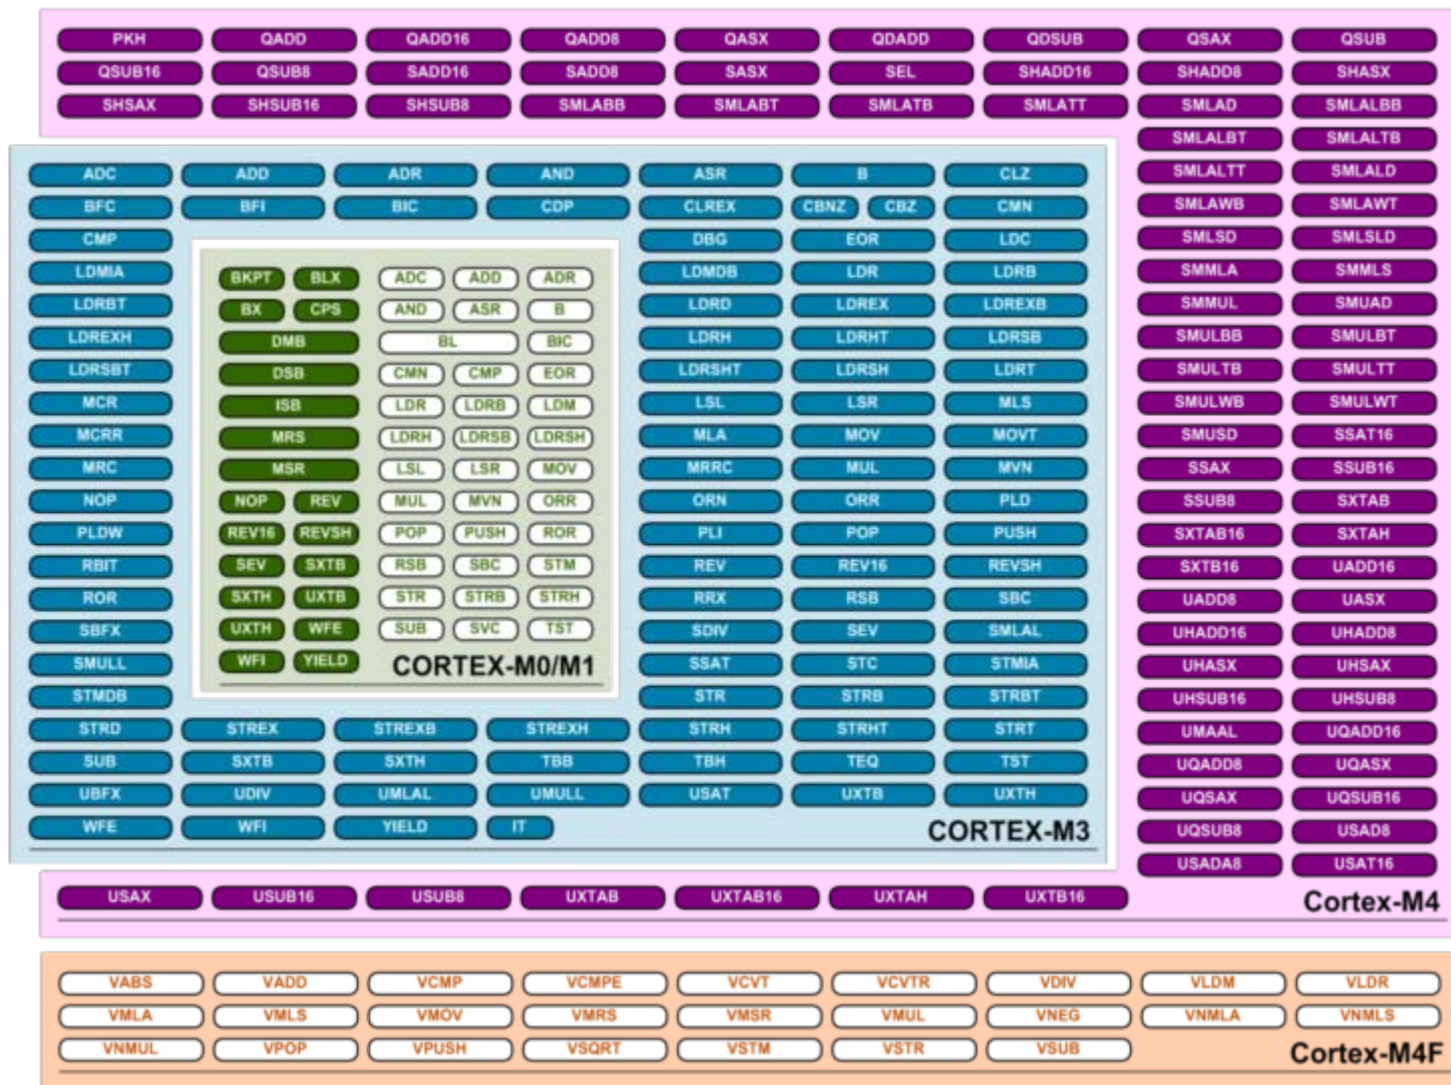 PKH QADD QADD16 QADD8 QASX QDADD QDSUB QSAX QSUB
QSUB16 QSUB8 SADD16 SADD8 SASX SEL SHADD16 SHADD8 SHASX
SHSAX SHSUB16 SHSUB8 SMLABB SMLABT SMLATB SMLATT SMLAD SMLALBB
SMLALBT SMLALTB
SMLALTT SMLALD
SMLAWB SMLAWT
SMLSD SMLSLD
SMMLA SMMLS
SMMUL SMUAD
SMULBB SMULBT
SMULTB SMULTT
SMULWB SMULWT
SMUSD SSAT16
SSAX SSUB16
SSUB8 SXTAB
SXTAB16 SXTAH
SXTB16 UADD16
UADD8 UASX
UHADD16 UHADD8
UHASX UHSAX
UHSUB16 UHSUB8
UMAAL UQADD16
UQADD8 UQASX
UQSAX UQSUB16
UQSUB8 USAD8
USADA8 USAT16
ADC ADD ADR AND ASR B CLZ
BFC BFI BIC CDP CLREX CBNZ CBZ CMN
CMP DBG EOR LDC
LDMIA LDMDB LDR LDRB
LDRBT LDRD LDREX LDREXB
LDREXH LDRH LDRHT LDRSB
LDRSBT LDRSHT LDRSH LDRT
MCR LSL LSR MLS
MCRR MLA MOV MOVT
MRC MRRC MUL MVN
NOP ORN ORR PLD
PLDW PLI POP PUSH
RBIT REV REV16 REVSH
ROR RRX RSB SBC
SBFX SDIV SEV SMLAL
SMULL SSAT STC STMIA
STMDB STR STRB STRBT
STRD STREX STREXB STREXH STRH STRHT STRT
SUB SXTB SXTH TBB TBH TEQ TST
UBFX UDIV UMLAL UMULL USAT UXTB UXTH
WFE WFI YIELD IT
CORTEX-M3
BKPT BLX ADC ADD ADR
BX CPS AND ASR B
DMB BL BIC
DSB CMN CMP EOR
ISB LDR LDRB LDM
MRS LDRH LDRSB LDRSH
MSR LSL LSR MOV
NOP REV MUL MVN ORR
REV16 REVSH POP PUSH ROR
SEV SXTB RSB SBC STM
SXTH UXTB STR STRB STRH
UXTH WFE SUB SVC TST
WFI YIELD CORTEX-M0/M1
USAX USUB16 USUB8 UXTAB UXTAB16 UXTAH UXTB16
Cortex-M4
VABS VADD VCMP VCMPE VCVT VCVTR VDIV VLDM VLDR
VMLA VMLS VMOV VMRS VMSR VMUL VNEG VNMLA VNMLS
VNMUL VPOP VPUSH VSQRT VSTM VSTR VSUB
Cortex-M4F